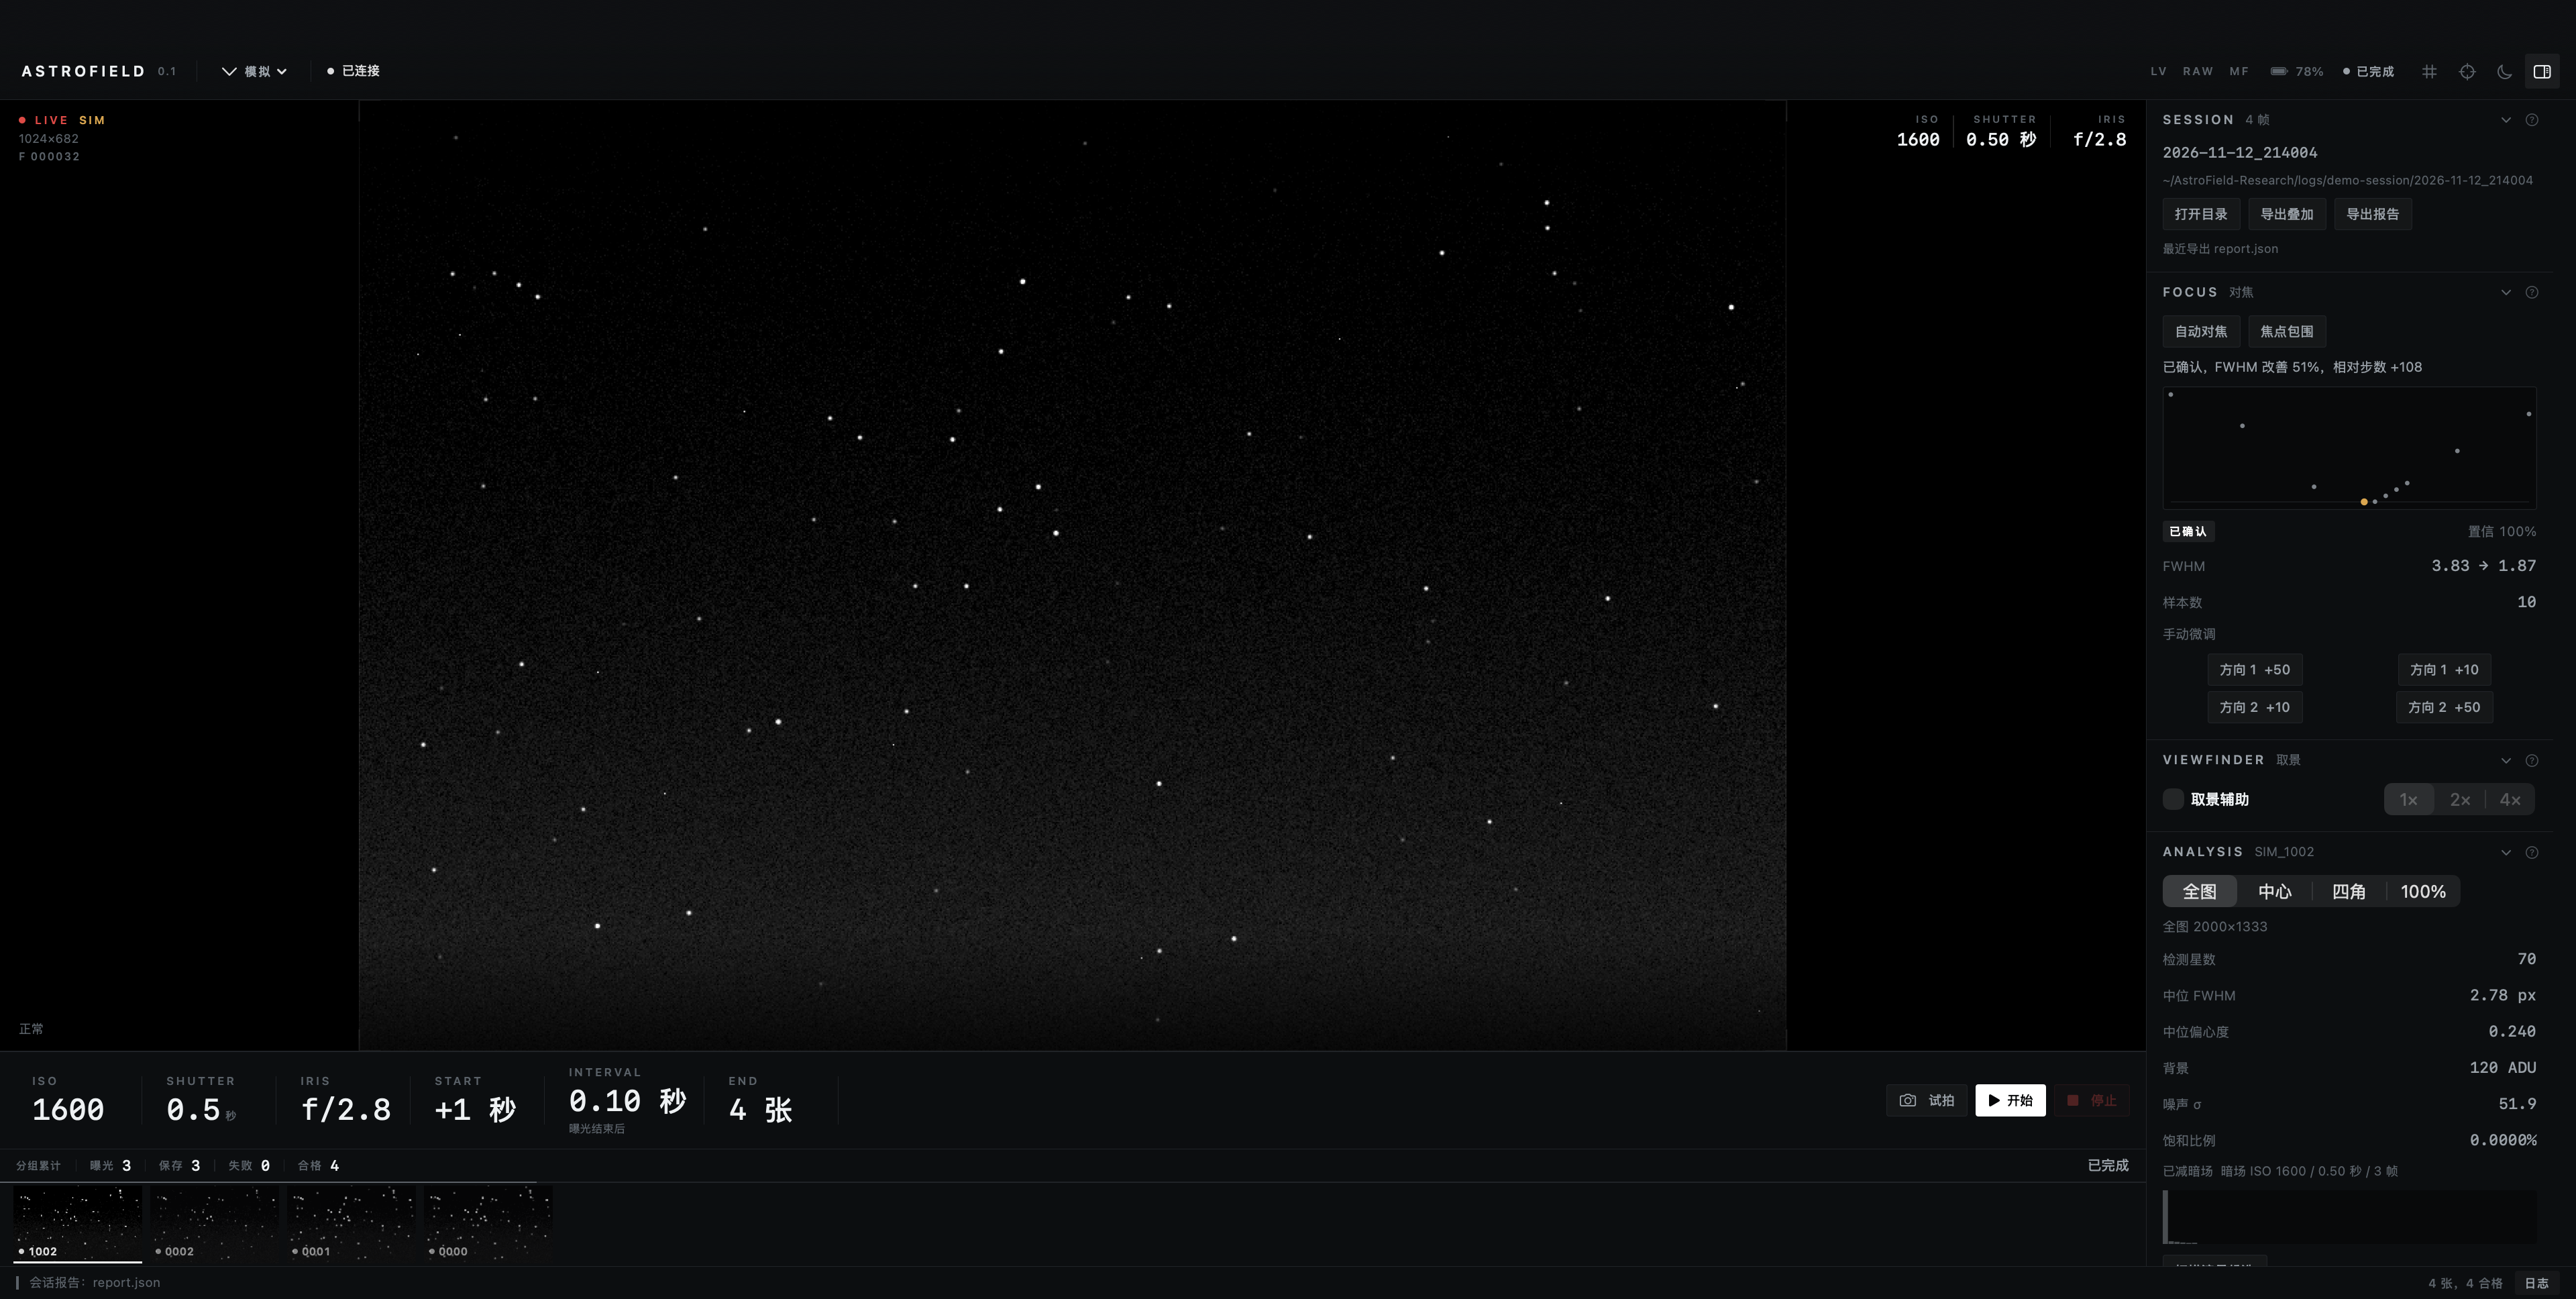 ASTROFIELD 0.1 模拟 已连接 LV RAW MF 78% 已完成
LIVE SIM
1024×682
F 000032
ISO SHUTTER IRIS
1600 0.50 秒 f/2.8
正常
SESSION 4 帧
2026-11-12_214004
~/AstroField-Research/logs/demo-session/2026-11-12_214004
打开目录 导出叠加 导出报告
最近导出 report.json
FOCUS 对焦
自动对焦 焦点包围
已确认，FWHM 改善 51%，相对步数 +108
已确认 置信 100%
FWHM 3.83 → 1.87
样本数 10
手动微调
方向 1 +50 方向 1 +10
方向 2 +10 方向 2 +50
VIEWFINDER 取景
取景辅助 1× 2× 4×
ANALYSIS SIM_1002
全图 中心 四角 100%
全图 2000×1333
检测星数 70
中位 FWHM 2.78 px
中位偏心度 0.240
背景 120 ADU
噪声 σ 51.9
饱和比例 0.0000%
已减暗场 暗场 ISO 1600 / 0.50 秒 / 3 帧
ISO SHUTTER IRIS START INTERVAL END
1600 0.5 秒 f/2.8 +1 秒 0.10 秒 4 张
曝光结束后
试拍 开始 停止
分组累计 曝光 3 保存 3 失败 0 合格 4 已完成
1002 0002 0001 0000
会话报告：report.json 4 张，4 合格 日志